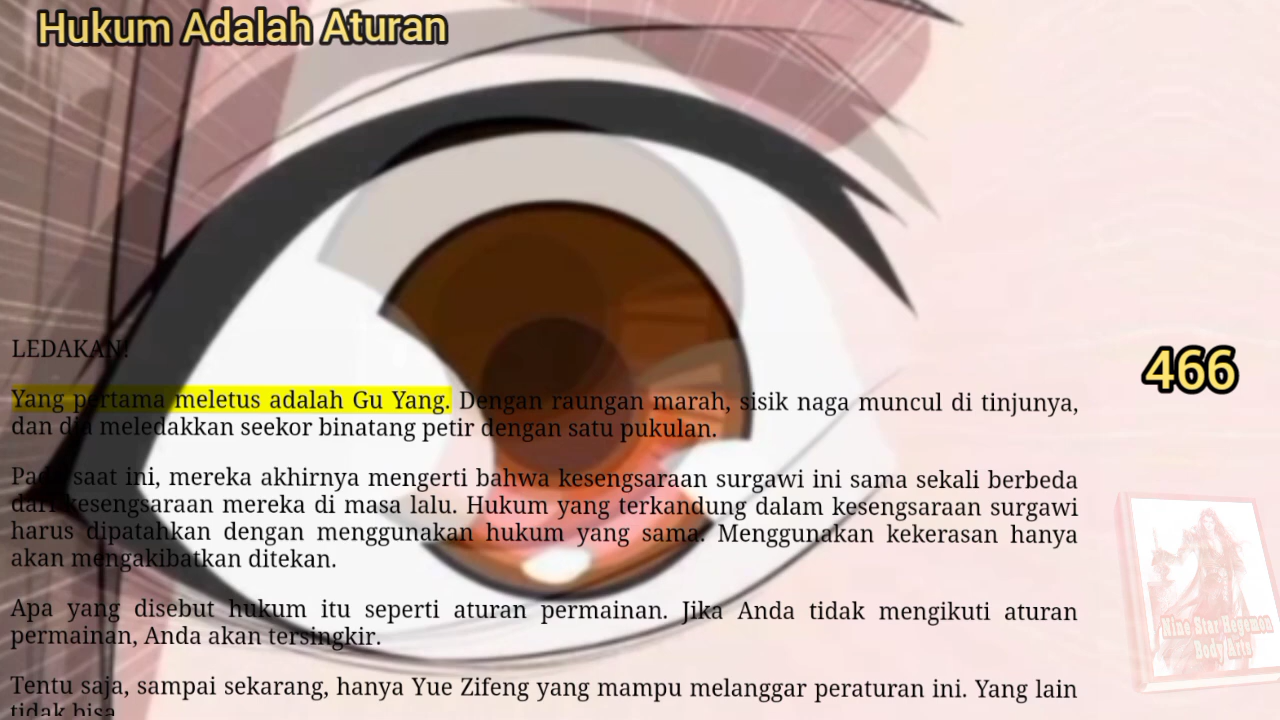 Hukum Adalah Aturan
LEDAKAN!
Yang pertama meletus adalah Gu Yang. Dengan raungan marah, sisik naga muncul di tinjunya,
dan dia meledakkan seekor binatang petir dengan satu pukulan.
466
Pada saat ini, mereka akhirnya mengerti bahwa kesengsaraan surgawi ini sama sekali berbeda
dari kesengsaraan mereka di masa lalu. Hukum yang terkandung dalam kesengsaraan surgawi
harus dipatahkan dengan menggunakan hukum yang sama. Menggunakan kekerasan hanya
akan mengakibatkan ditekan.
Apa yang disebut hukum itu seperti aturan permainan. Jika Anda tidak mengikuti aturan
permainan, Anda akan tersingkir.
Nine Star Hegemon
Body Arts
Tentu saja, sampai sekarang, hanya Yue Zifeng yang mampu melanggar peraturan ini. Yang lain
tidak bisa.